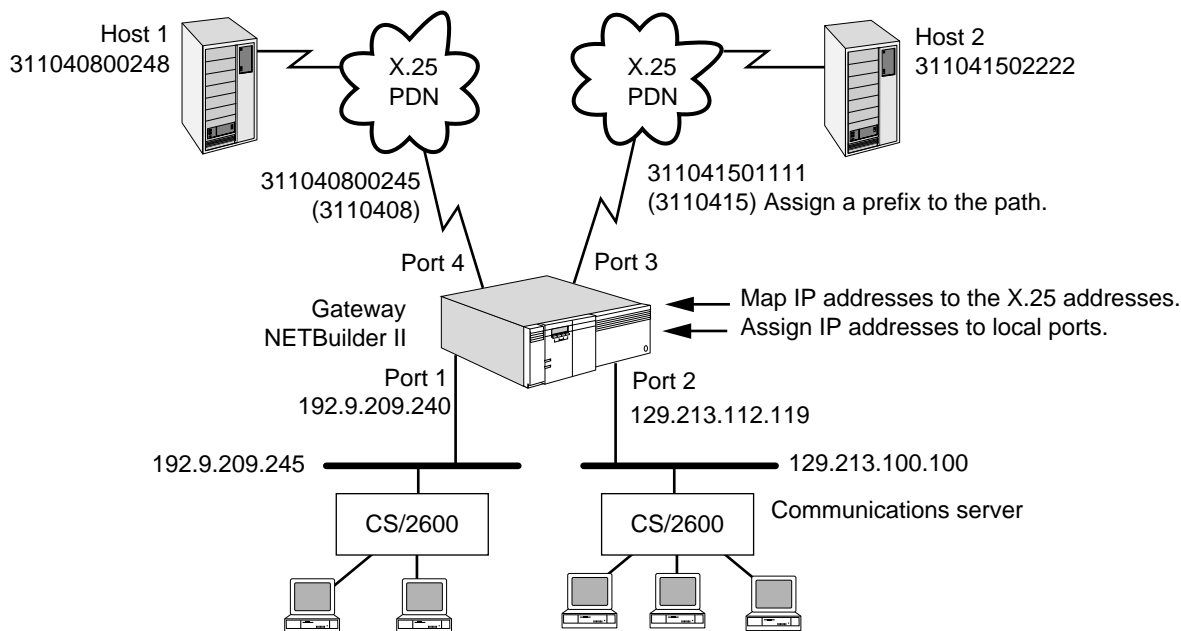 Host 1
311040800248
X.25
PDN
X.25
PDN
Host 2
311041502222
311040800245
(3110408)
311041501111
(3110415) Assign a prefix to the path.
Port 4
Port 3
Gateway
NETBuilder II
Map IP addresses to the X.25 addresses.
Assign IP addresses to local ports.
Port 1
192.9.209.240
Port 2
129.213.112.119
192.9.209.245
129.213.100.100
CS/2600
CS/2600
Communications server